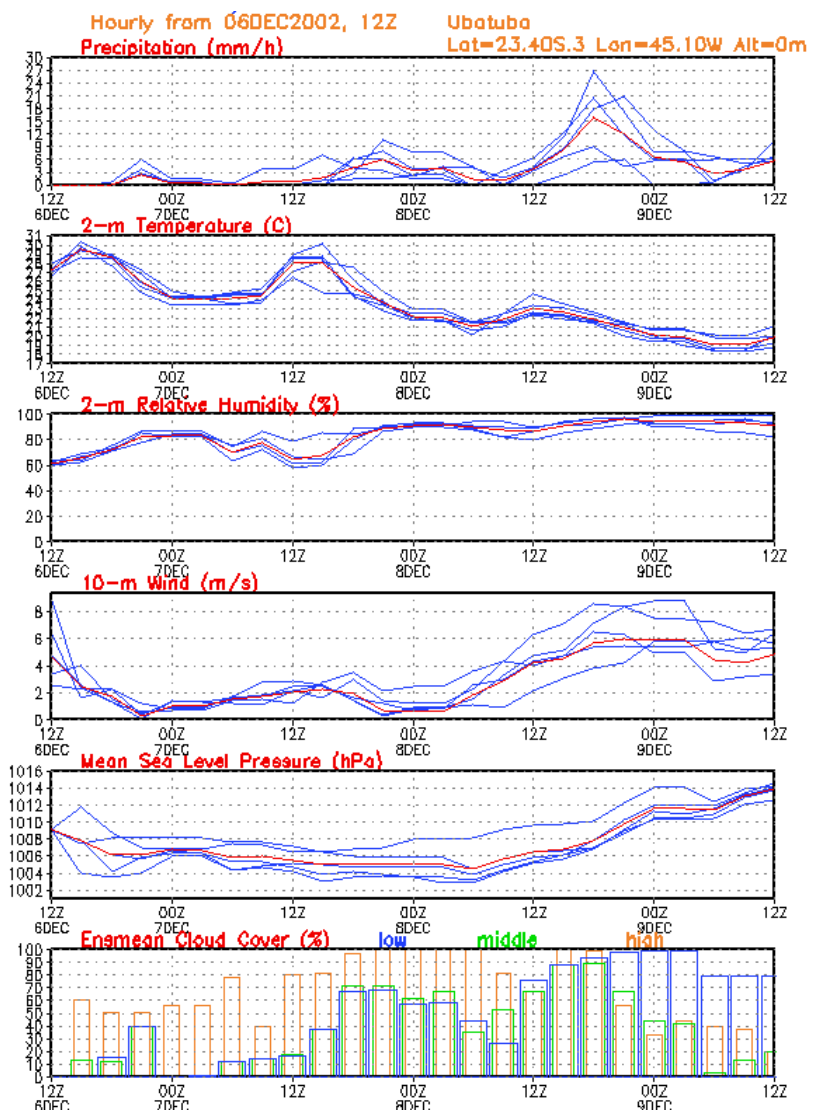 Hourly from 06DEC2002, 12Z Ubatuba
Precipitation (mm/h) Lat=23.40S.3 Lon=45.10W Alt=0m
30
27
24
21
18
15
12
9
6
3
0
12Z 00Z 12Z 00Z 12Z 00Z 12Z
6DEC 7DEC 8DEC 9DEC
2-m Temperature (C)
31
30
29
28
27
26
25
24
23
22
21
20
19
18
17
12Z 00Z 12Z 00Z 12Z 00Z 12Z
6DEC 7DEC 8DEC 9DEC
2-m Relative Humidity (%)
100
80
60
40
20
0
12Z 00Z 12Z 00Z 12Z 00Z 12Z
6DEC 7DEC 8DEC 9DEC
10-m Wind (m/s)
8
6
4
2
0
12Z 00Z 12Z 00Z 12Z 00Z 12Z
6DEC 7DEC 8DEC 9DEC
Mean Sea Level Pressure (hPa)
1016
1014
1012
1010
1008
1006
1004
1002
12Z 00Z 12Z 00Z 12Z 00Z 12Z
6DEC 7DEC 8DEC 9DEC
Ensmean Cloud Cover (%) low middle high
100
90
80
70
60
50
40
30
20
10
0
12Z 00Z 12Z 00Z 12Z 00Z 12Z
6DEC 7DEC 8DEC 9DEC